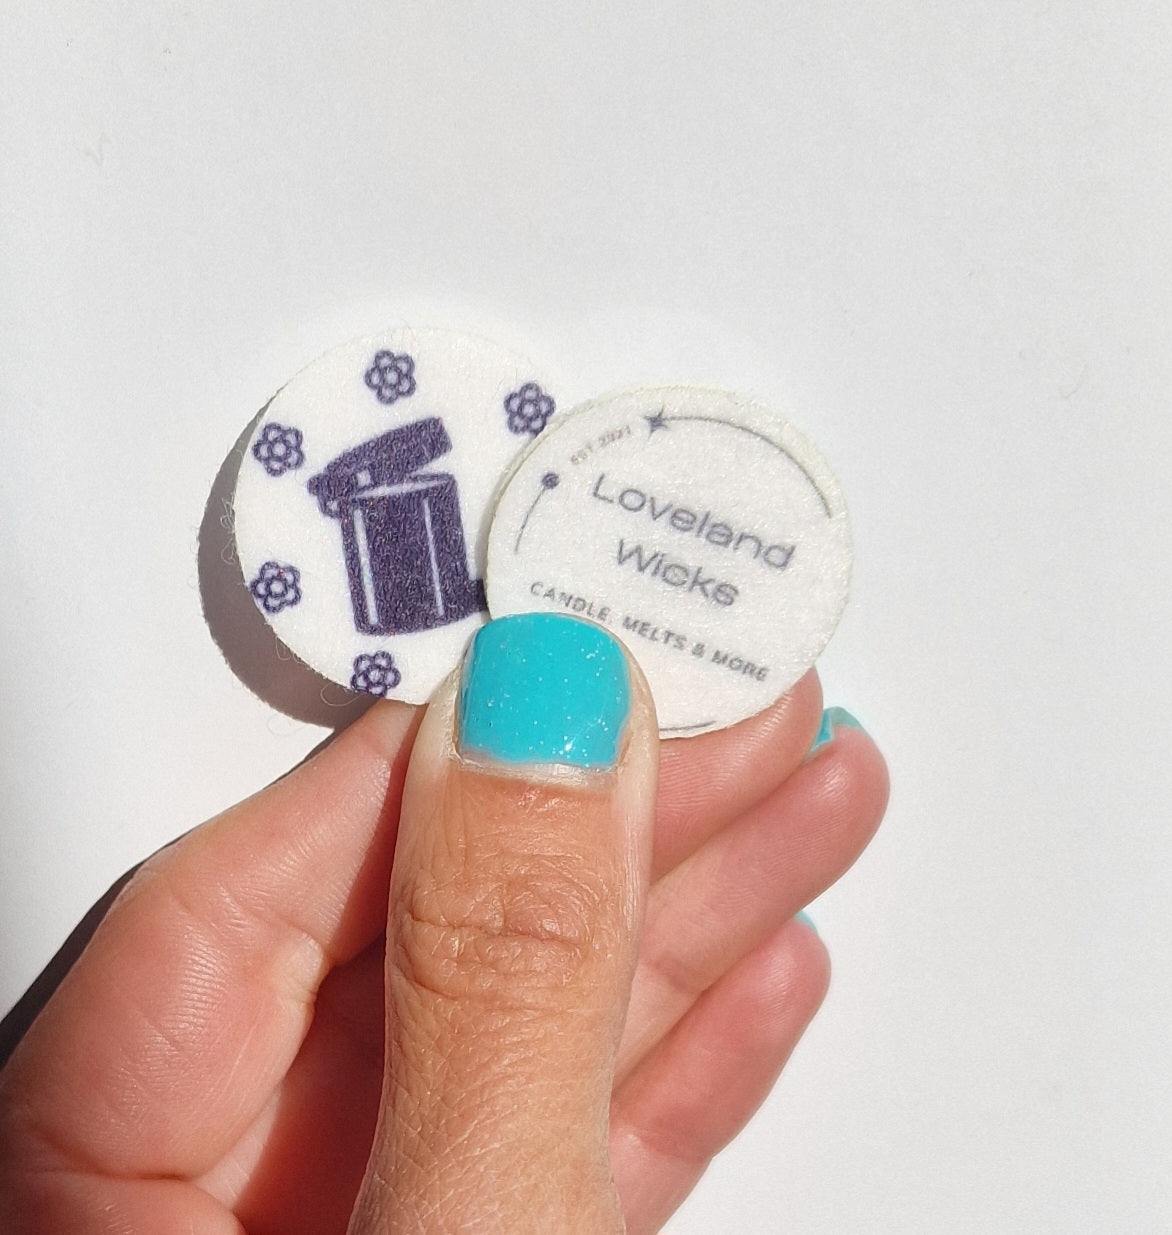 EST 2021
Loveland
Wicks
CANDLE, MELTS & MORE